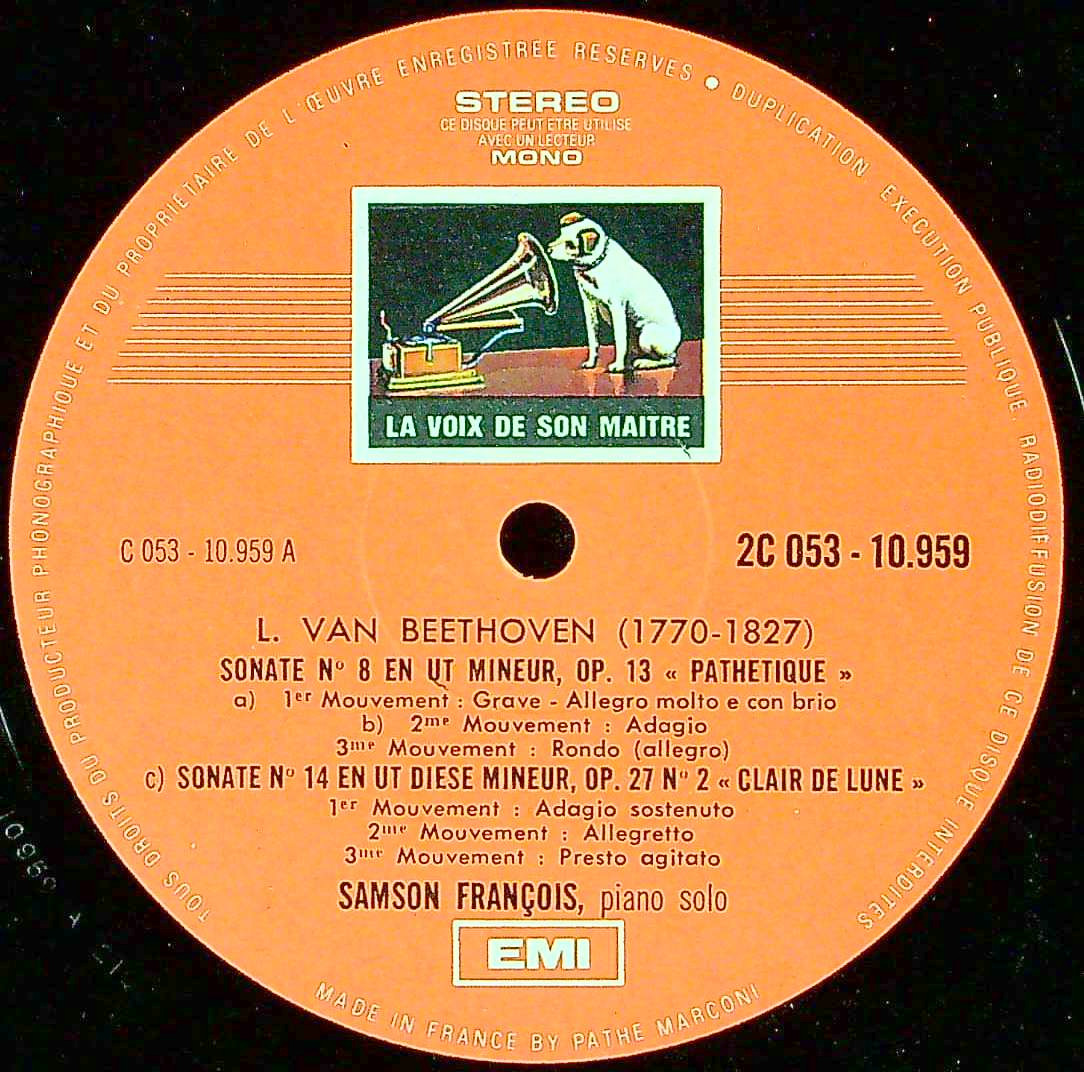 TOUS DROITS DU PRODUCTEUR PHONOGRAPHIQUE ET DU PROPRIETAIRE DE L'ŒUVRE ENREGISTREE RESERVES • DUPLICATION EXECUTION PUBLIQUE, RADIODIFFUSION DE CE DISQUE INTERDITES
STEREO
CE DISQUE PEUT ETRE UTILISE
AVEC UN LECTEUR
MONO
LA VOIX DE SON MAITRE
C 053 - 10.959 A
2C 053 - 10.959
L. VAN BEETHOVEN (1770-1827)
SONATE Nº 8 EN UT MINEUR, OP. 13 « PATHETIQUE »
a) 1er Mouvement : Grave - Allegro molto e con brio
b) 2me Mouvement : Adagio
3me Mouvement : Rondo (allegro)
c) SONATE Nº 14 EN UT DIESE MINEUR, OP. 27 Nº 2 « CLAIR DE LUNE »
1er Mouvement : Adagio sostenuto
2me Mouvement : Allegretto
3me Mouvement : Presto agitato
SAMSON FRANÇOIS, piano solo
EMI
MADE IN FRANCE BY PATHE MARCONI